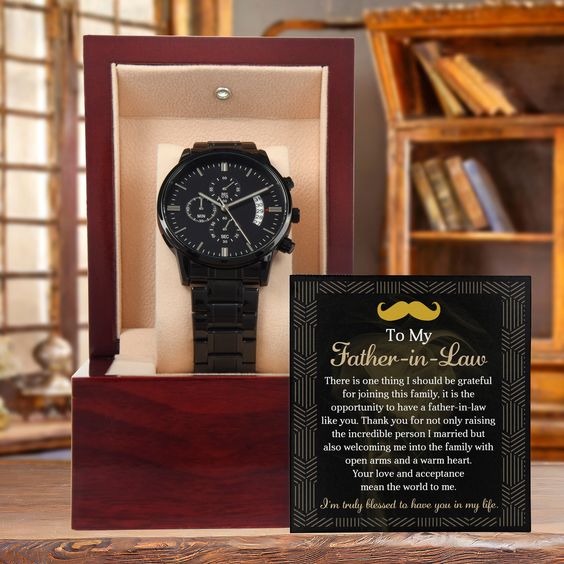 MIN
SEC
To My
Father-in-Law
There is one thing I should be grateful
for joining this family, it is the
opportunity to have a father-in-law
like you. Thank you for not only raising
the incredible person I married but
also welcoming me into the family with
open arms and a warm heart.
Your love and acceptance
mean the world to me.
I'm truly blessed to have you in my life.